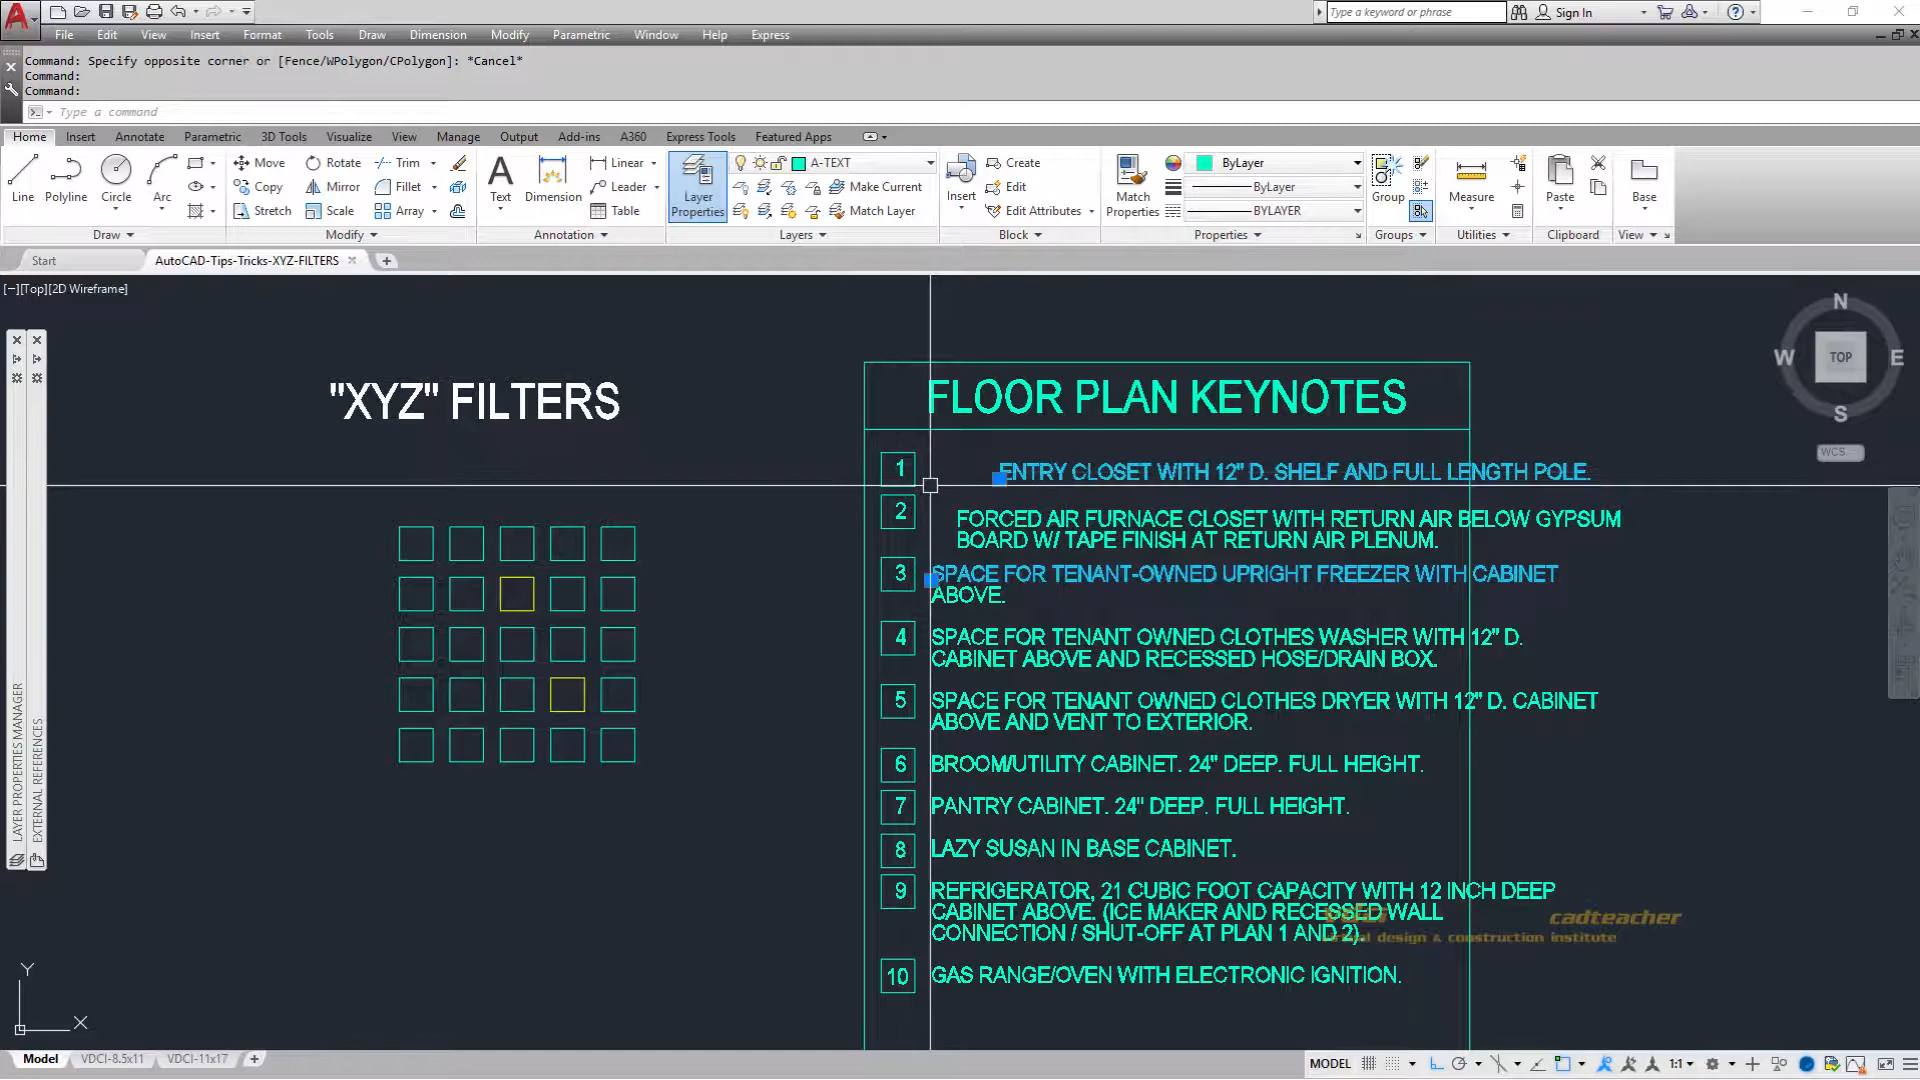 Type a keyword or phrase
Sign In
File Edit View Insert Format Tools Draw Dimension Modify Parametric Window Help Express
Command: Specify opposite corner or [Fence/WPolygon/CPolygon]: *Cancel*
Command:
Command:
Type a command
Home Insert Annotate Parametric 3D Tools Visualize View Manage Output Add-ins A360 Express Tools Featured Apps
Line Polyline Circle Arc
Move Rotate Trim
Copy Mirror Fillet
Stretch Scale Array
Text Dimension
Linear
Leader
Table
Layer Properties
A-TEXT
Make Current
Match Layer
Insert
Create
Edit
Edit Attributes
Match Properties
ByLayer
ByLayer
BYLAYER
Group
Measure
Paste
Base
Draw Modify Annotation Layers Block Properties Groups Utilities Clipboard View
Start AutoCAD-Tips-Tricks-XYZ-FILTERS
[−][Top][2D Wireframe]
N
W TOP E
S
WCS
LAYER PROPERTIES MANAGER
EXTERNAL REFERENCES
"XYZ" FILTERS
FLOOR PLAN KEYNOTES
1 ENTRY CLOSET WITH 12" D. SHELF AND FULL LENGTH POLE.
2 FORCED AIR FURNACE CLOSET WITH RETURN AIR BELOW GYPSUM
BOARD W/ TAPE FINISH AT RETURN AIR PLENUM.
3 SPACE FOR TENANT-OWNED UPRIGHT FREEZER WITH CABINET
ABOVE.
4 SPACE FOR TENANT OWNED CLOTHES WASHER WITH 12" D.
CABINET ABOVE AND RECESSED HOSE/DRAIN BOX.
5 SPACE FOR TENANT OWNED CLOTHES DRYER WITH 12" D. CABINET
ABOVE AND VENT TO EXTERIOR.
6 BROOM/UTILITY CABINET. 24" DEEP. FULL HEIGHT.
7 PANTRY CABINET. 24" DEEP. FULL HEIGHT.
8 LAZY SUSAN IN BASE CABINET.
9 REFRIGERATOR, 21 CUBIC FOOT CAPACITY WITH 12 INCH DEEP
CABINET ABOVE. (ICE MAKER AND RECESSED WALL
CONNECTION / SHUT-OFF AT PLAN 1 AND 2).
10 GAS RANGE/OVEN WITH ELECTRONIC IGNITION.
cadteacher
virtual design & construction institute
Y
X
Model VDCI-8.5x11 VDCI-11x17
MODEL 1:1